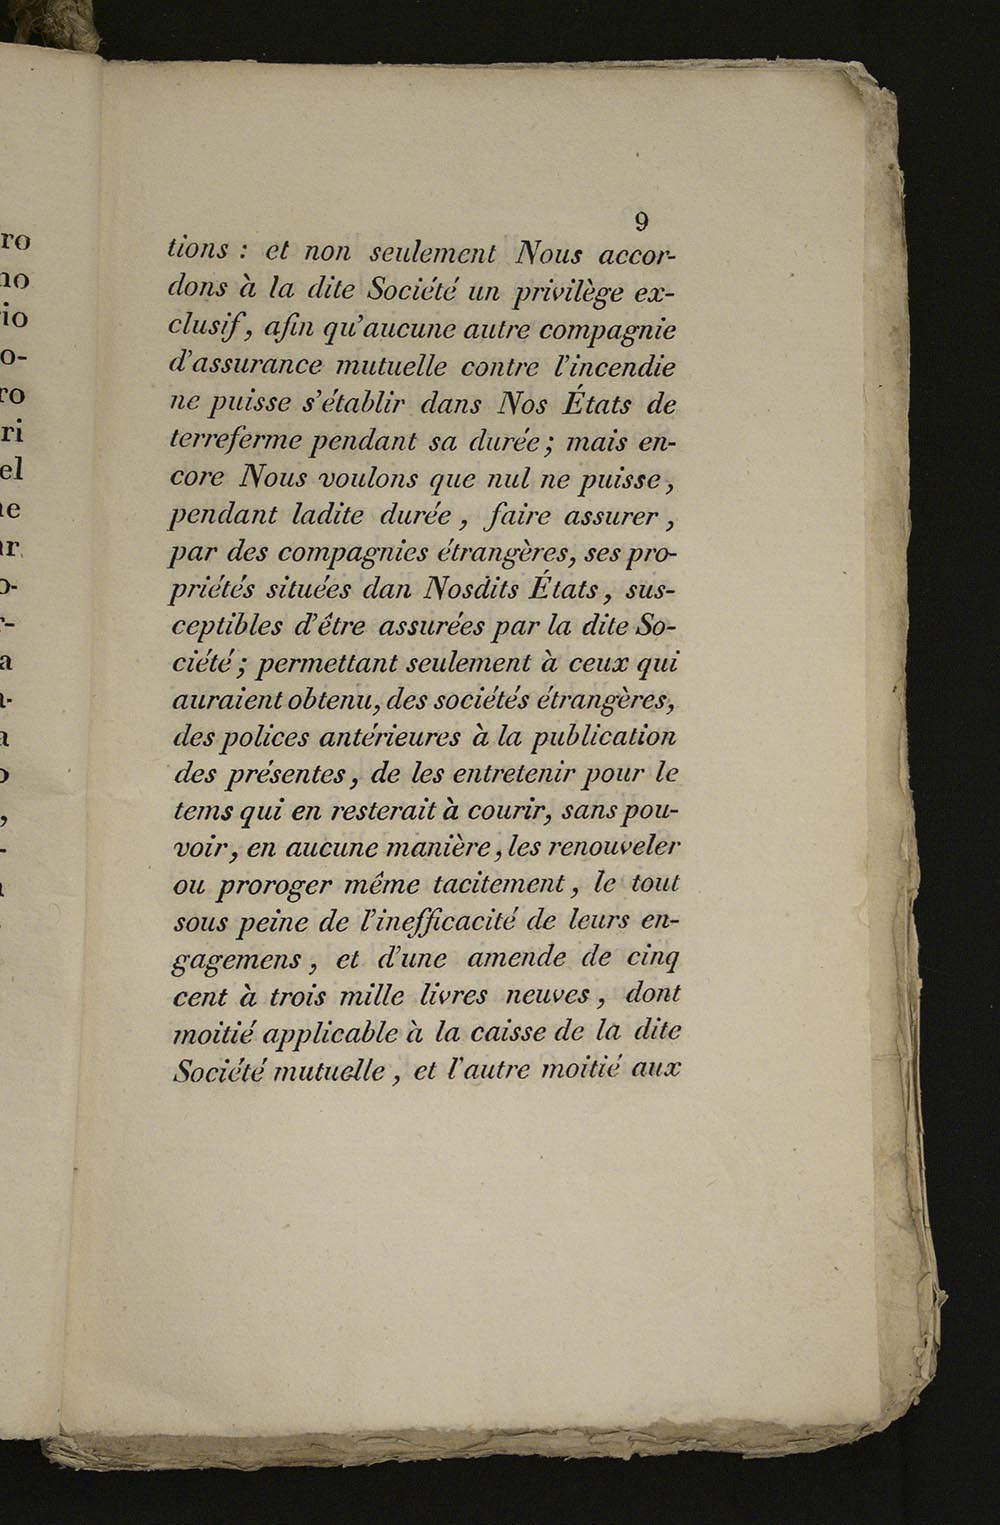 9
tions : et non seulement Nous accor-
dons à la dite Société un privilège ex-
clusif, afin qu'aucune autre compagnie
d'assurance mutuelle contre l'incendie
ne puisse s'établir dans Nos États de
terreferme pendant sa durée ; mais en-
core Nous voulons que nul ne puisse,
pendant ladite durée , faire assurer ,
par des compagnies étrangères, ses pro-
priétés situées dan Nosdits États, sus-
ceptibles d'être assurées par la dite So-
ciété ; permettant seulement à ceux qui
auraient obtenu, des sociétés étrangères,
des polices antérieures à la publication
des présentes, de les entretenir pour le
tems qui en resterait à courir, sans pou-
voir, en aucune manière, les renouveler
ou proroger même tacitement, le tout
sous peine de l'inefficacité de leurs en-
gagemens , et d'une amende de cinq
cent à trois mille livres neuves , dont
moitié applicable à la caisse de la dite
Société mutuelle , et l'autre moitié aux